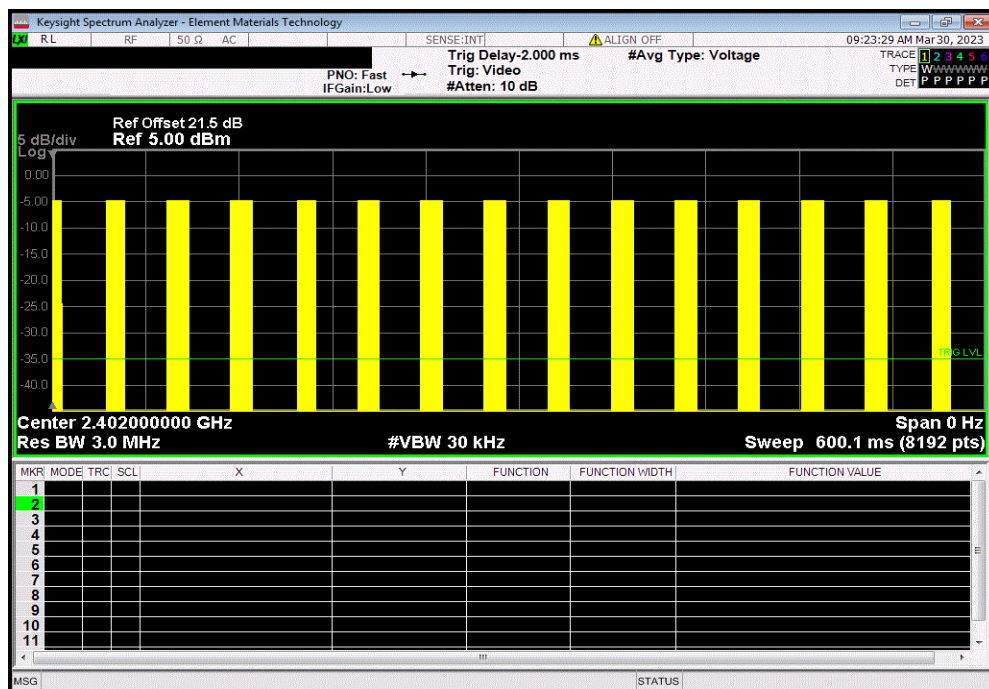 Keysight Spectrum Analyzer - Element Materials Technology
LXI RL RF 50 Ω AC SENSE:INT ALIGN OFF 09:23:29 AM Mar 30, 2023
Trig Delay-2.000 ms #Avg Type: Voltage TRACE 1 2 3 4 5 6
PNO: Fast Trig: Video TYPE WWWWWW
IFGain:Low #Atten: 10 dB DET P P P P P P
Ref Offset 21.5 dB
5 dB/div Ref 5.00 dBm
Log
0.00
-5.00
-10.0
-15.0
-20.0
-25.0
-30.0
-35.0 TRIG LVL
-40.0
Center 2.402000000 GHz Span 0 Hz
Res BW 3.0 MHz #VBW 30 kHz Sweep 600.1 ms (8192 pts)
MKR MODE TRC SCL X Y FUNCTION FUNCTION WIDTH FUNCTION VALUE
1
2
3
4
5
6
7
8
9
10
11
MSG STATUS